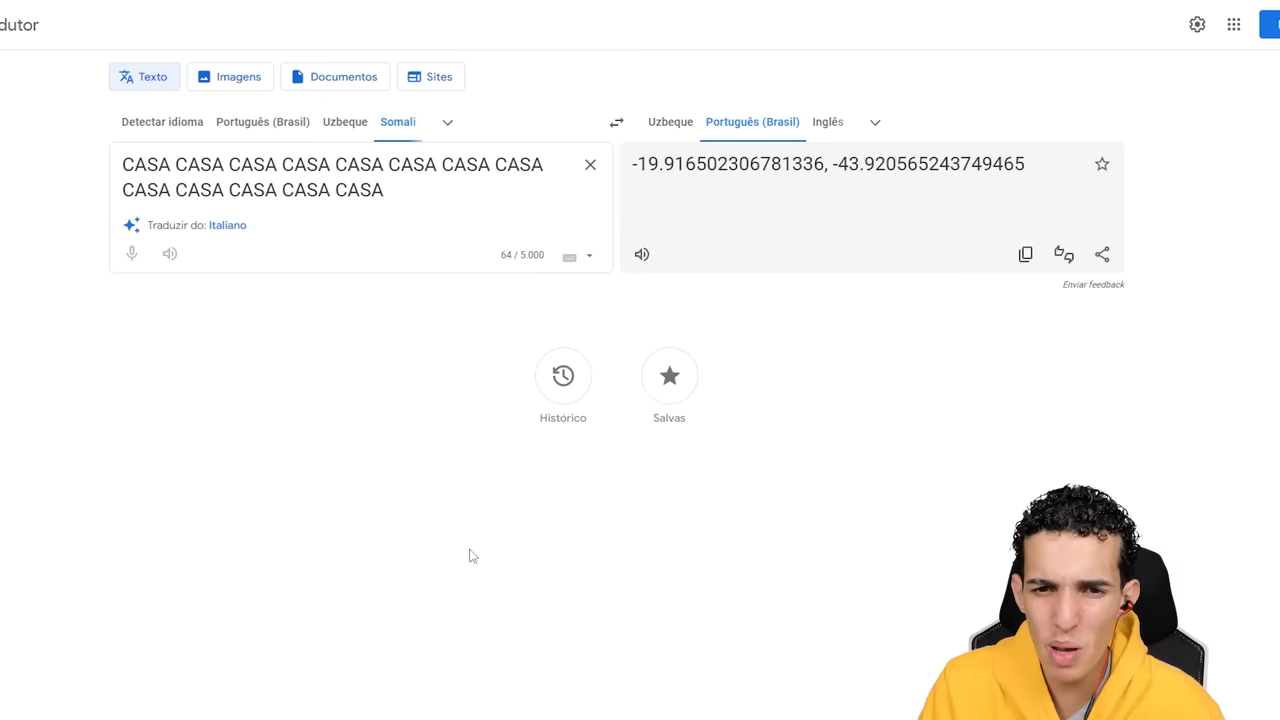 dutor
Texto
Imagens
Documentos
Sites
Detectar idioma
Português (Brasil)
Uzbeque
Somali
Uzbeque
Português (Brasil)
Inglês
CASA CASA CASA CASA CASA CASA CASA CASA
CASA CASA CASA CASA CASA
-19.916502306781336, -43.920565243749465
Traduzir do: Italiano
64 / 5.000
Enviar feedback
Histórico
Salvas